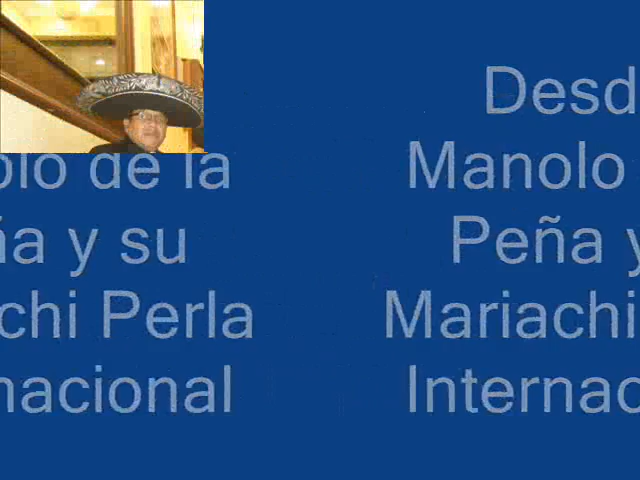 Desd
olo de la Manolo
ña y su Peña y
chi Perla Mariachi
nacional Internac